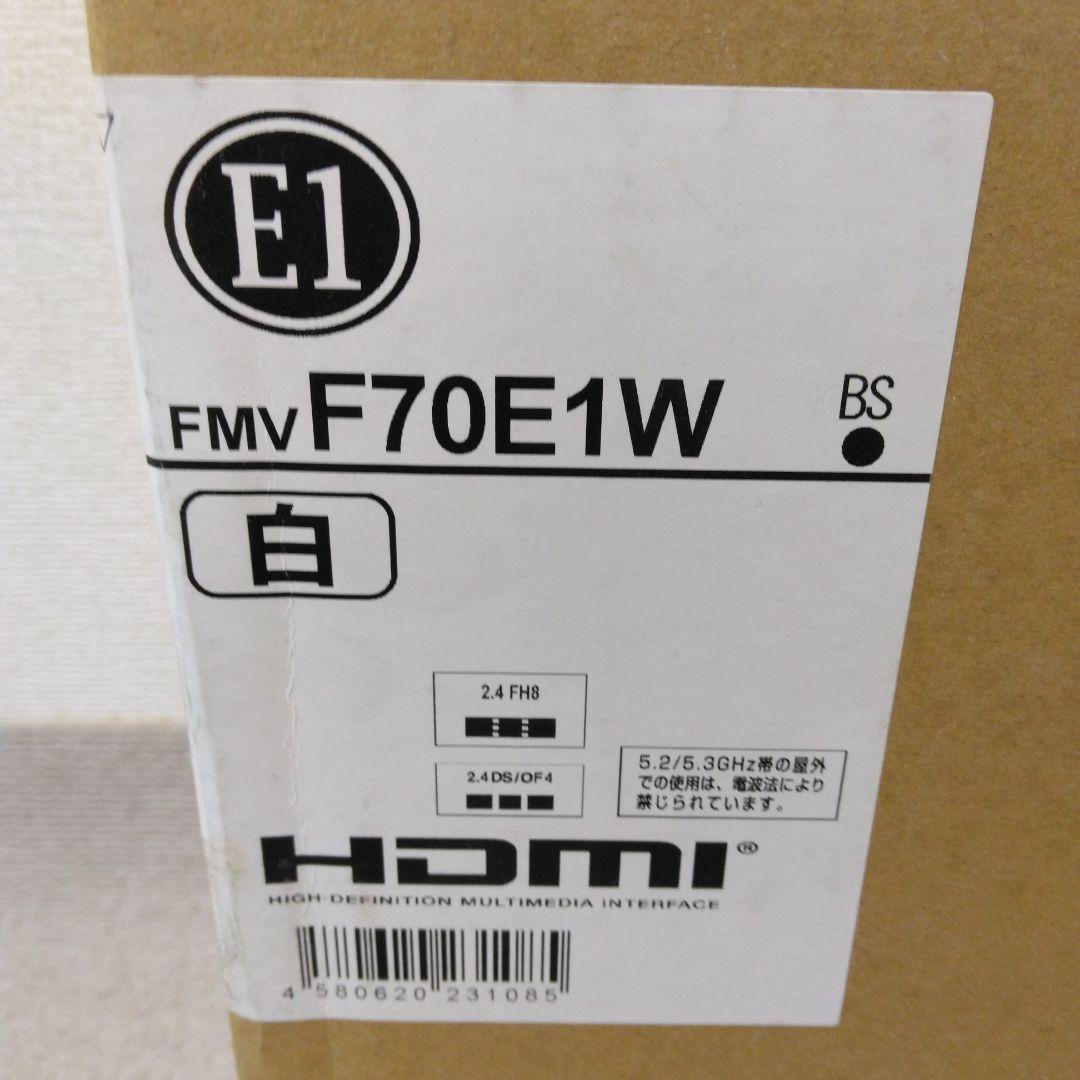 E1
FMV F70E1W
BS
白
2.4 FH8
2.4DS/OF4
5.2/5.3GHz帯の屋外
での使用は、電波法により
禁じられています。
HDMI®
HIGH-DEFINITION MULTIMEDIA INTERFACE
4 580620 231085